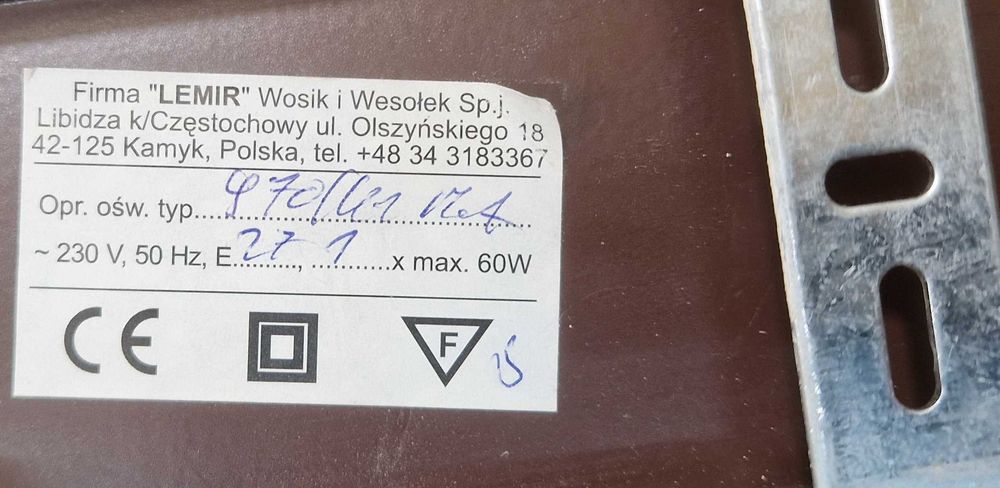 Firma "LEMIR" Wosik i Wesołek Sp.j.
Libidza k/Częstochowy ul. Olszyńskiego 18
42-125 Kamyk, Polska, tel. +48 34 3183367
Opr. ośw. typ..........
~ 230 V, 50 Hz, E 27, 1 x max. 60W
CE
F